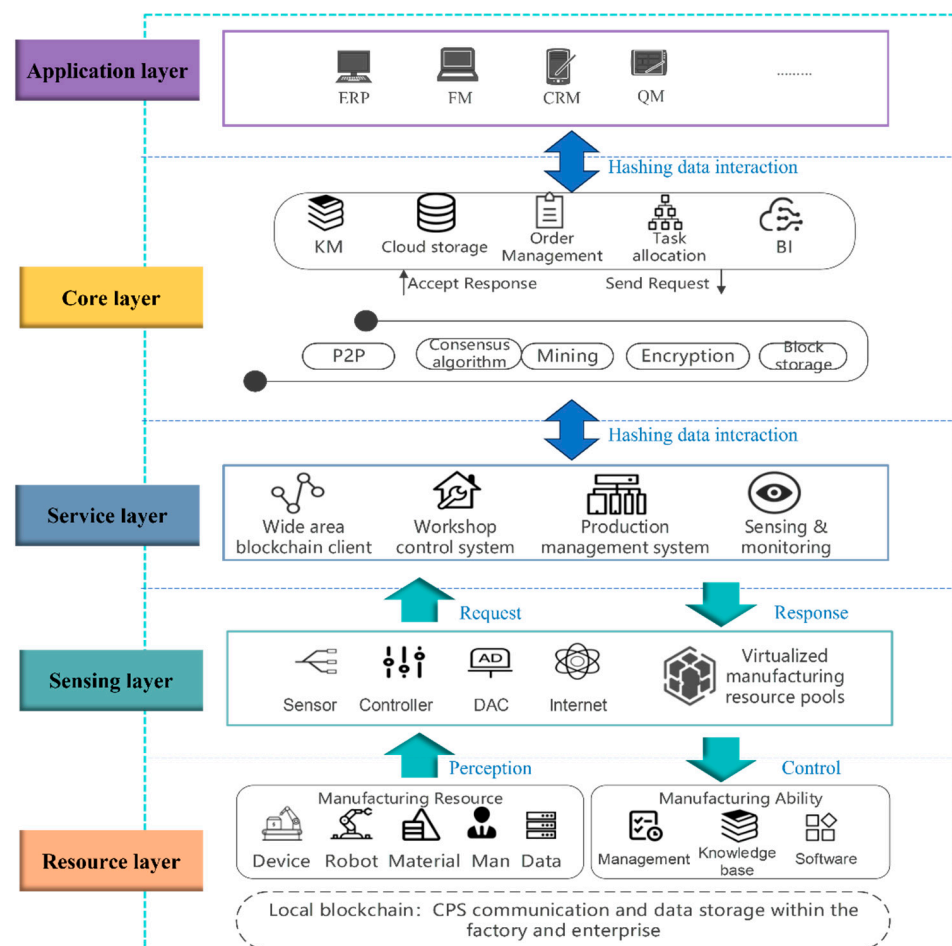 Application layer
ERP
FM
CRM
QM
.........
Hashing data interaction
KM
Cloud storage
Order
Management
Task
allocation
BI
Accept Response
Send Request
Core layer
P2P
Consensus
algorithm
Mining
Encryption
Block
storage
Hashing data interaction
Service layer
Wide area
blockchain client
Workshop
control system
Production
management system
Sensing &
monitoring
Request
Response
Sensing layer
Sensor
Controller
AD
DAC
Internet
Virtualized
manufacturing
resource pools
Perception
Control
Resource layer
Manufacturing Resource
Device
Robot
Material
Man
Data
Manufacturing Ability
Management
Knowledge
base
Software
Local blockchain: CPS communication and data storage within the
factory and enterprise